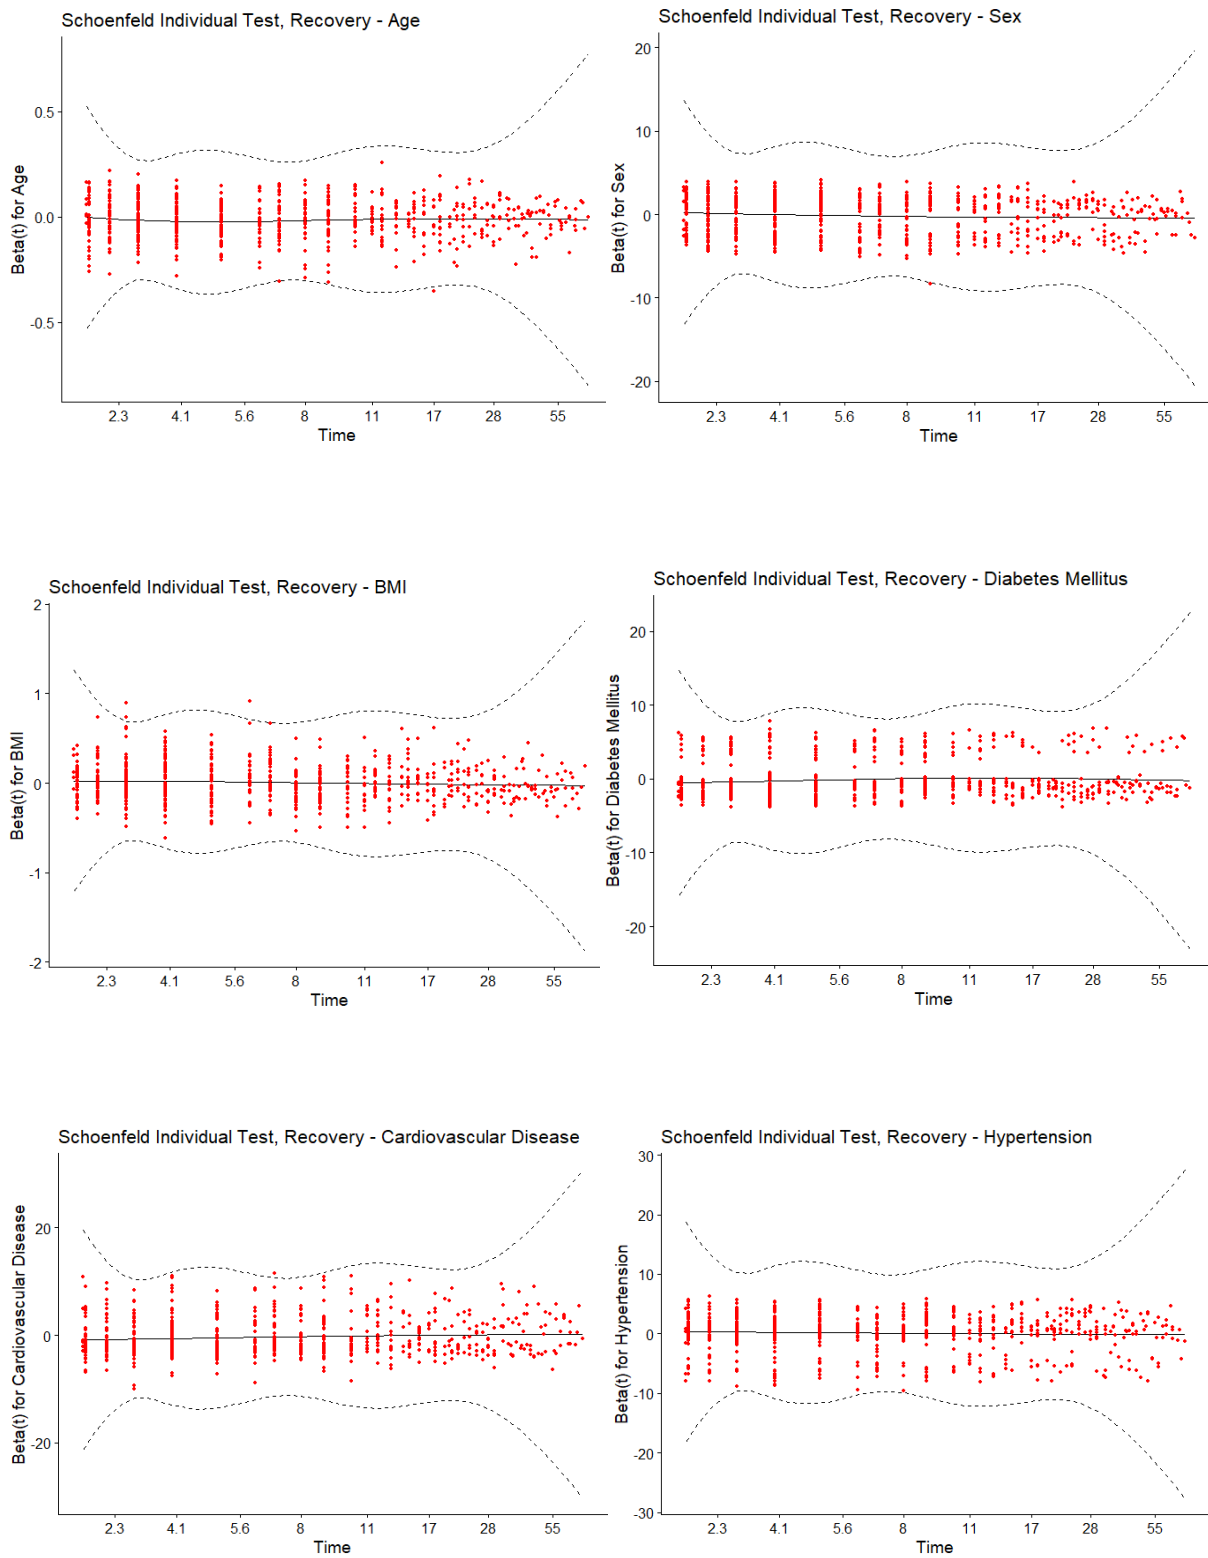 Schoenfeld Individual Test, Recovery - Age
Beta(t) for Age
0.5
0.0
-0.5
2.3 4.1 5.6 8 11 17 28 55
Time
Schoenfeld Individual Test, Recovery - Sex
Beta(t) for Sex
20
10
0
-10
-20
2.3 4.1 5.6 8 11 17 28 55
Time
Schoenfeld Individual Test, Recovery - BMI
Beta(t) for BMI
2
1
0
-1
-2
2.3 4.1 5.6 8 11 17 28 55
Time
Schoenfeld Individual Test, Recovery - Diabetes Mellitus
Beta(t) for Diabetes Mellitus
20
10
0
-10
-20
2.3 4.1 5.6 8 11 17 28 55
Time
Schoenfeld Individual Test, Recovery - Cardiovascular Disease
Beta(t) for Cardiovascular Disease
20
0
-20
2.3 4.1 5.6 8 11 17 28 55
Time
Schoenfeld Individual Test, Recovery - Hypertension
Beta(t) for Hypertension
30
20
10
0
-10
-20
-30
2.3 4.1 5.6 8 11 17 28 55
Time